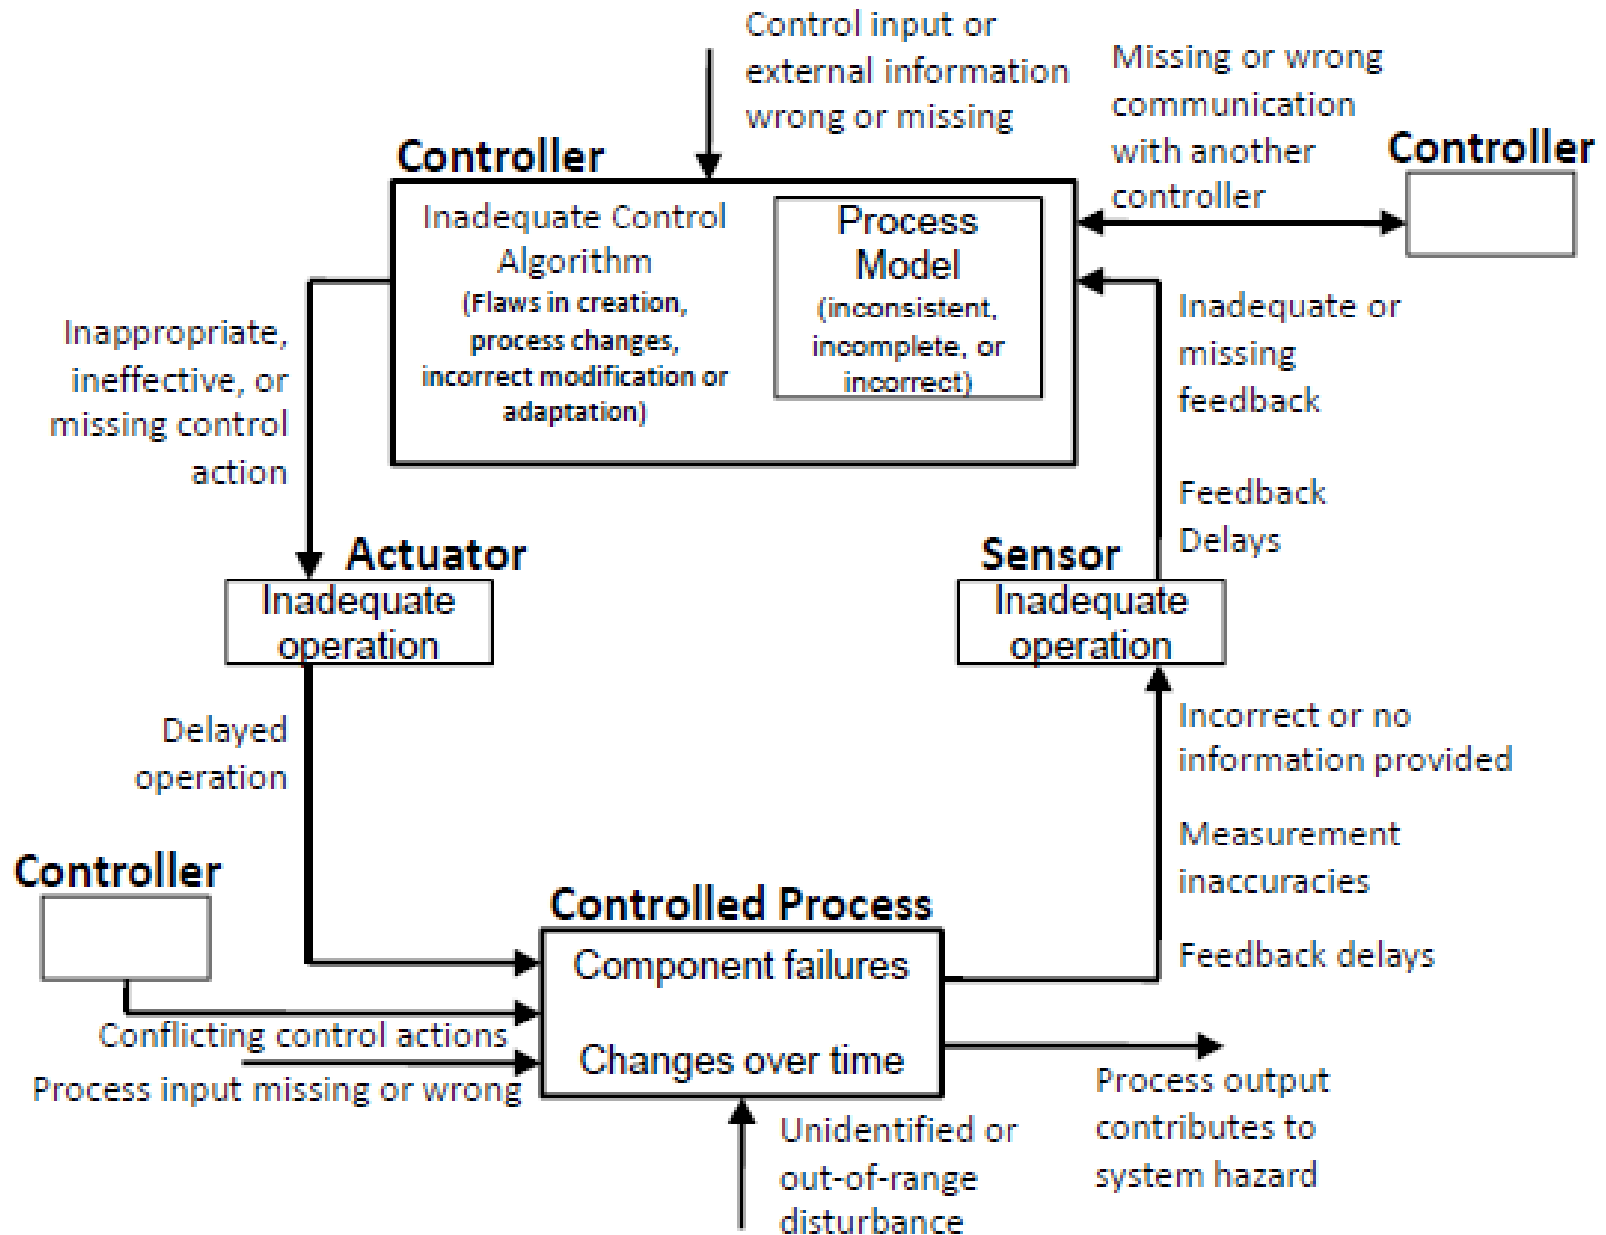 Control input or
external information
wrong or missing
Missing or wrong
communication
with another
controller
Controller
Controller
Inadequate Control
Algorithm
(Flaws in creation,
process changes,
incorrect modification or
adaptation)
Process
Model
(inconsistent,
incomplete, or
incorrect)
Inappropriate,
ineffective, or
missing control
action
Inadequate or
missing
feedback
Feedback
Delays
Actuator
Inadequate
operation
Sensor
Inadequate
operation
Delayed
operation
Incorrect or no
information provided
Measurement
inaccuracies
Feedback delays
Controller
Controlled Process
Component failures
Changes over time
Conflicting control actions
Process input missing or wrong
Unidentified or
out-of-range
disturbance
Process output
contributes to
system hazard